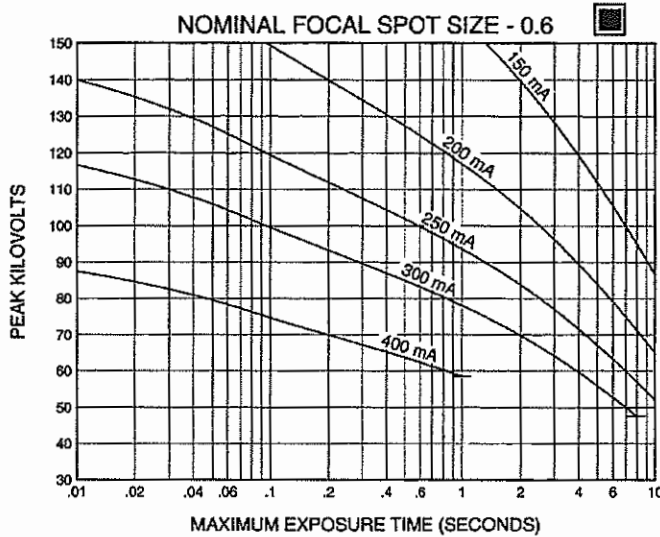 NOMINAL FOCAL SPOT SIZE - 0.6
PEAK KILOVOLTS
150
140
130
120
110
100
90
80
70
60
50
40
30
150 mA
200 mA
250 mA
300 mA
400 mA
.01 .02 .04 .06 .1 .2 .4 .6 1 2 4 6 10
MAXIMUM EXPOSURE TIME (SECONDS)